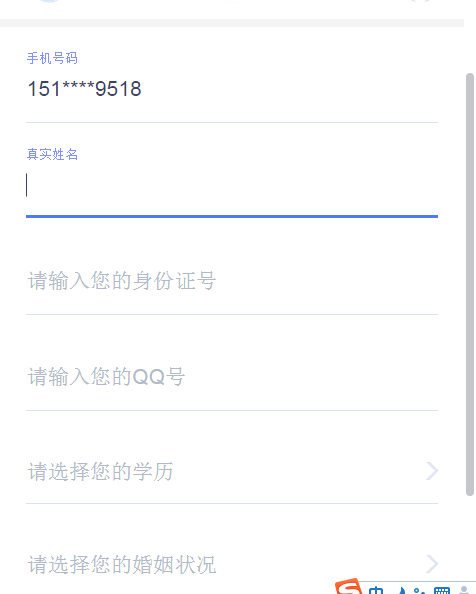 手机号码
151****9518
真实姓名
请输入您的身份证号
请输入您的QQ号
请选择您的学历
请选择您的婚姻状况
中